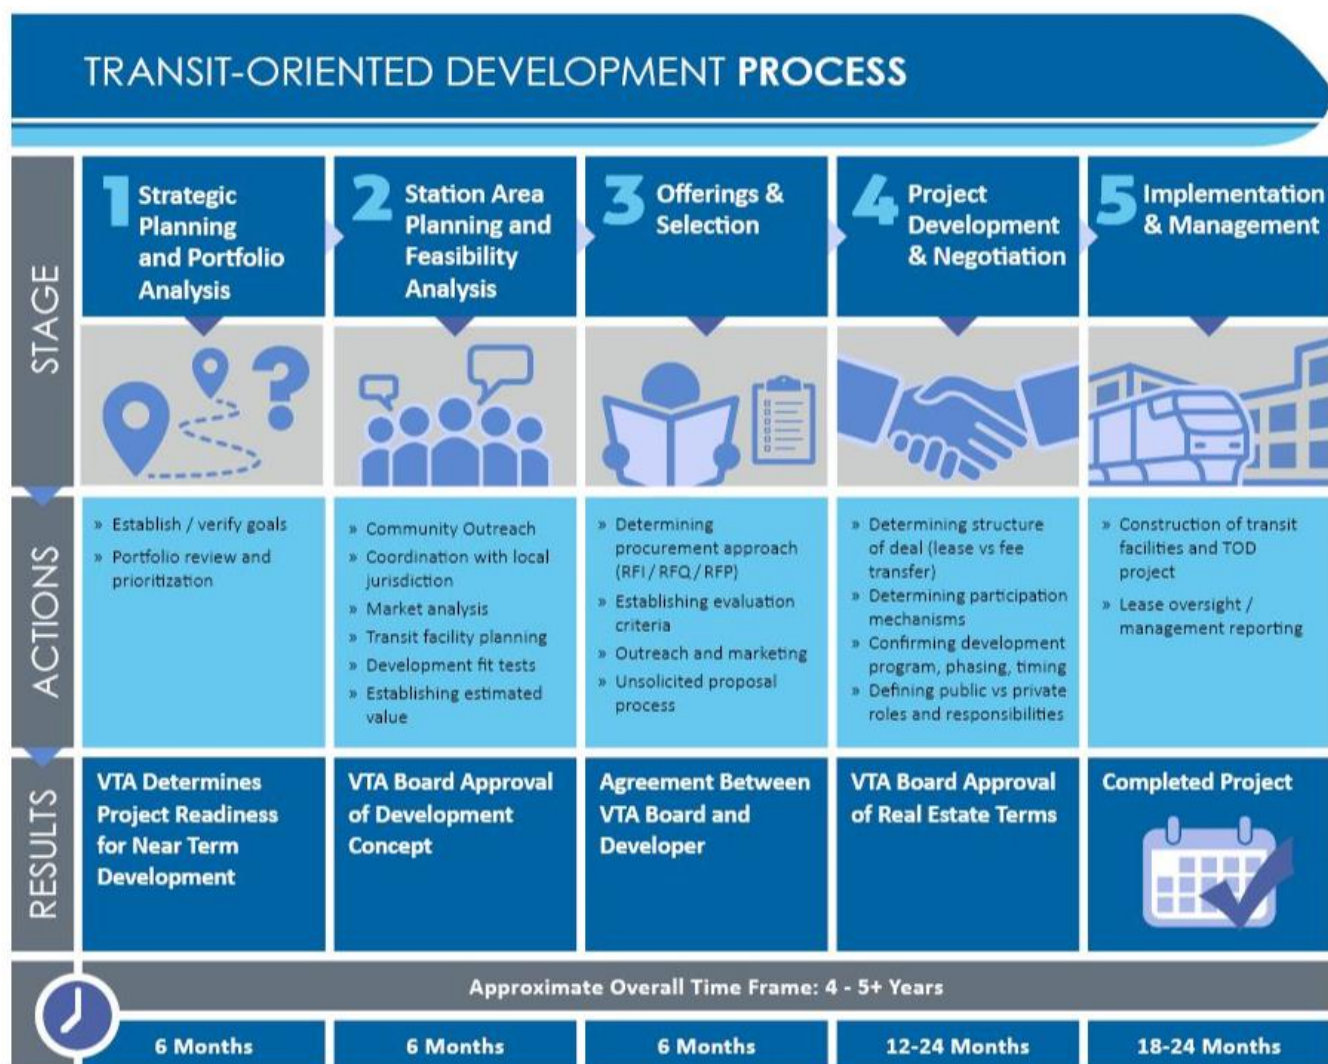 TRANSIT-ORIENTED DEVELOPMENT PROCESS
STAGE
1 Strategic
Planning
and Portfolio
Analysis
2 Station Area
Planning and
Feasibility
Analysis
3 Offerings &
Selection
4 Project
Development
& Negotiation
5 Implementation
& Management
ACTIONS
» Establish / verify goals
» Portfolio review and
prioritization
» Community Outreach
» Coordination with local
jurisdiction
» Market analysis
» Transit facility planning
» Development fit tests
» Establishing estimated
value
» Determining
procurement approach
(RFI / RFQ / RFP)
» Establishing evaluation
criteria
» Outreach and marketing
» Unsolicited proposal
process
» Determining structure
of deal (lease vs fee
transfer)
» Determining participation
mechanisms
» Confirming development
program, phasing, timing
» Defining public vs private
roles and responsibilities
» Construction of transit
facilities and TOD
project
» Lease oversight /
management reporting
RESULTS
VTA Determines
Project Readiness
for Near Term
Development
VTA Board Approval
of Development
Concept
Agreement Between
VTA Board and
Developer
VTA Board Approval
of Real Estate Terms
Completed Project
Approximate Overall Time Frame: 4 - 5+ Years
6 Months
6 Months
6 Months
12-24 Months
18-24 Months